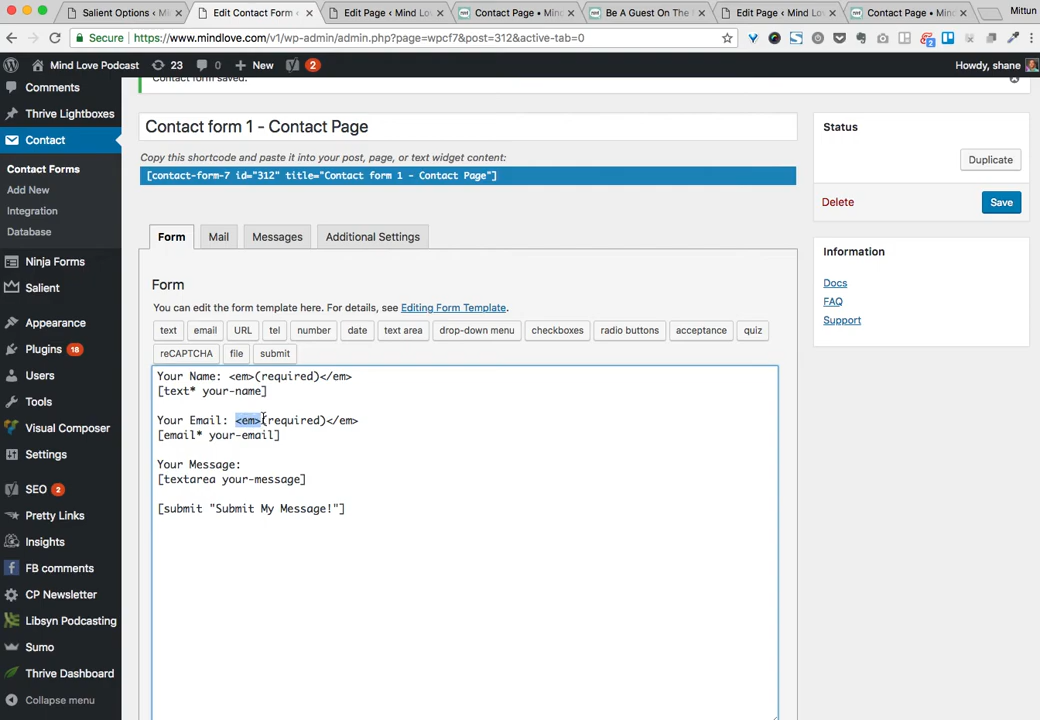 Salient Options ‹ M
Edit Contact Form ‹
Edit Page ‹ Mind Lo
Contact Page • Min
Be A Guest On The
Edit Page ‹ Mind Lo
Contact Page • Min
Mittun
Secure
https://www.mindlove.com/v1/wp-admin/admin.php?page=wpcf7&post=312&active-tab=0
2
Mind Love Podcast
23
0
New
2
Howdy, shane
Comments
Thrive Lightboxes
Contact
Contact Forms
Add New
Integration
Database
Ninja Forms
Salient
Appearance
Plugins 18
Users
Tools
Visual Composer
Settings
SEO 2
Pretty Links
Insights
FB comments
CP Newsletter
Libsyn Podcasting
Sumo
Thrive Dashboard
Collapse menu
Contact form saved.
Contact form 1 - Contact Page
Copy this shortcode and paste it into your post, page, or text widget content:
[contact-form-7 id="312" title="Contact form 1 - Contact Page"]
Form
Mail
Messages
Additional Settings
Form
You can edit the form template here. For details, see Editing Form Template.
text
email
URL
tel
number
date
text area
drop-down menu
checkboxes
radio buttons
acceptance
quiz
reCAPTCHA
file
submit
Your Name: <em>(required)</em>
[text* your-name]
Your Email: <em>(required)</em>
[email* your-email]
Your Message:
[textarea your-message]
[submit "Submit My Message!"]
Status
Duplicate
Delete
Save
Information
Docs
FAQ
Support